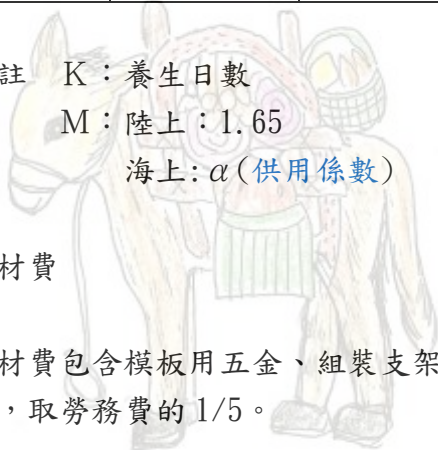 註 K：養生日數
M：陸上：1.65
海上：α(供用係數)
材費
材費包含模板用五金、組裝支架
，取勞務費的 1/5。